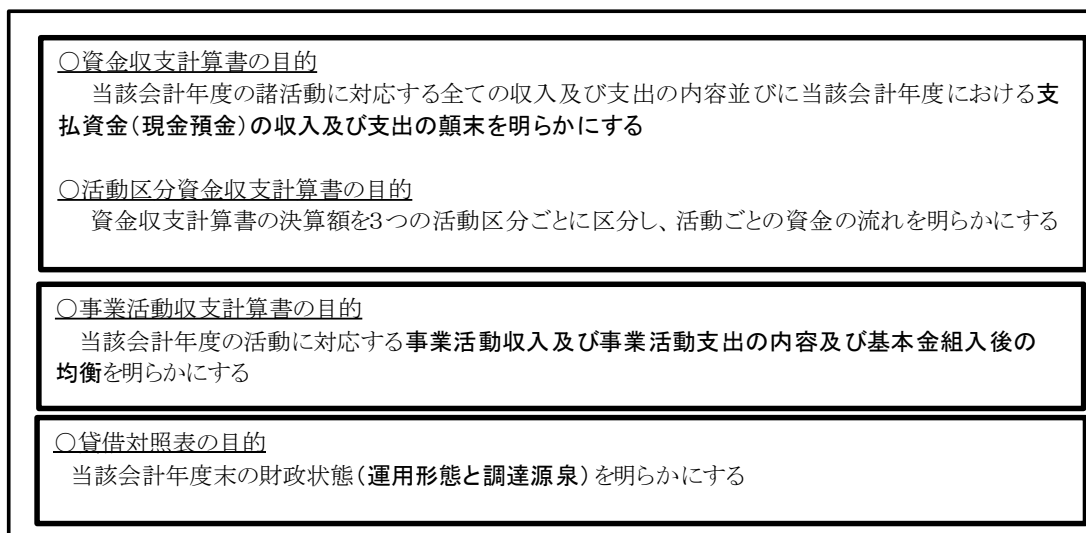 ○資金収支計算書の目的
当該会計年度の諸活動に対応する全ての収入及び支出の内容並びに当該会計年度における支
払資金(現金預金)の収入及び支出の顛末を明らかにする
○活動区分資金収支計算書の目的
資金収支計算書の決算額を3つの活動区分ごとに区分し、活動ごとの資金の流れを明らかにする
○事業活動収支計算書の目的
当該会計年度の活動に対応する事業活動収入及び事業活動支出の内容及び基本金組入後の
均衡を明らかにする
○貸借対照表の目的
当該会計年度末の財政状態(運用形態と調達源泉)を明らかにする